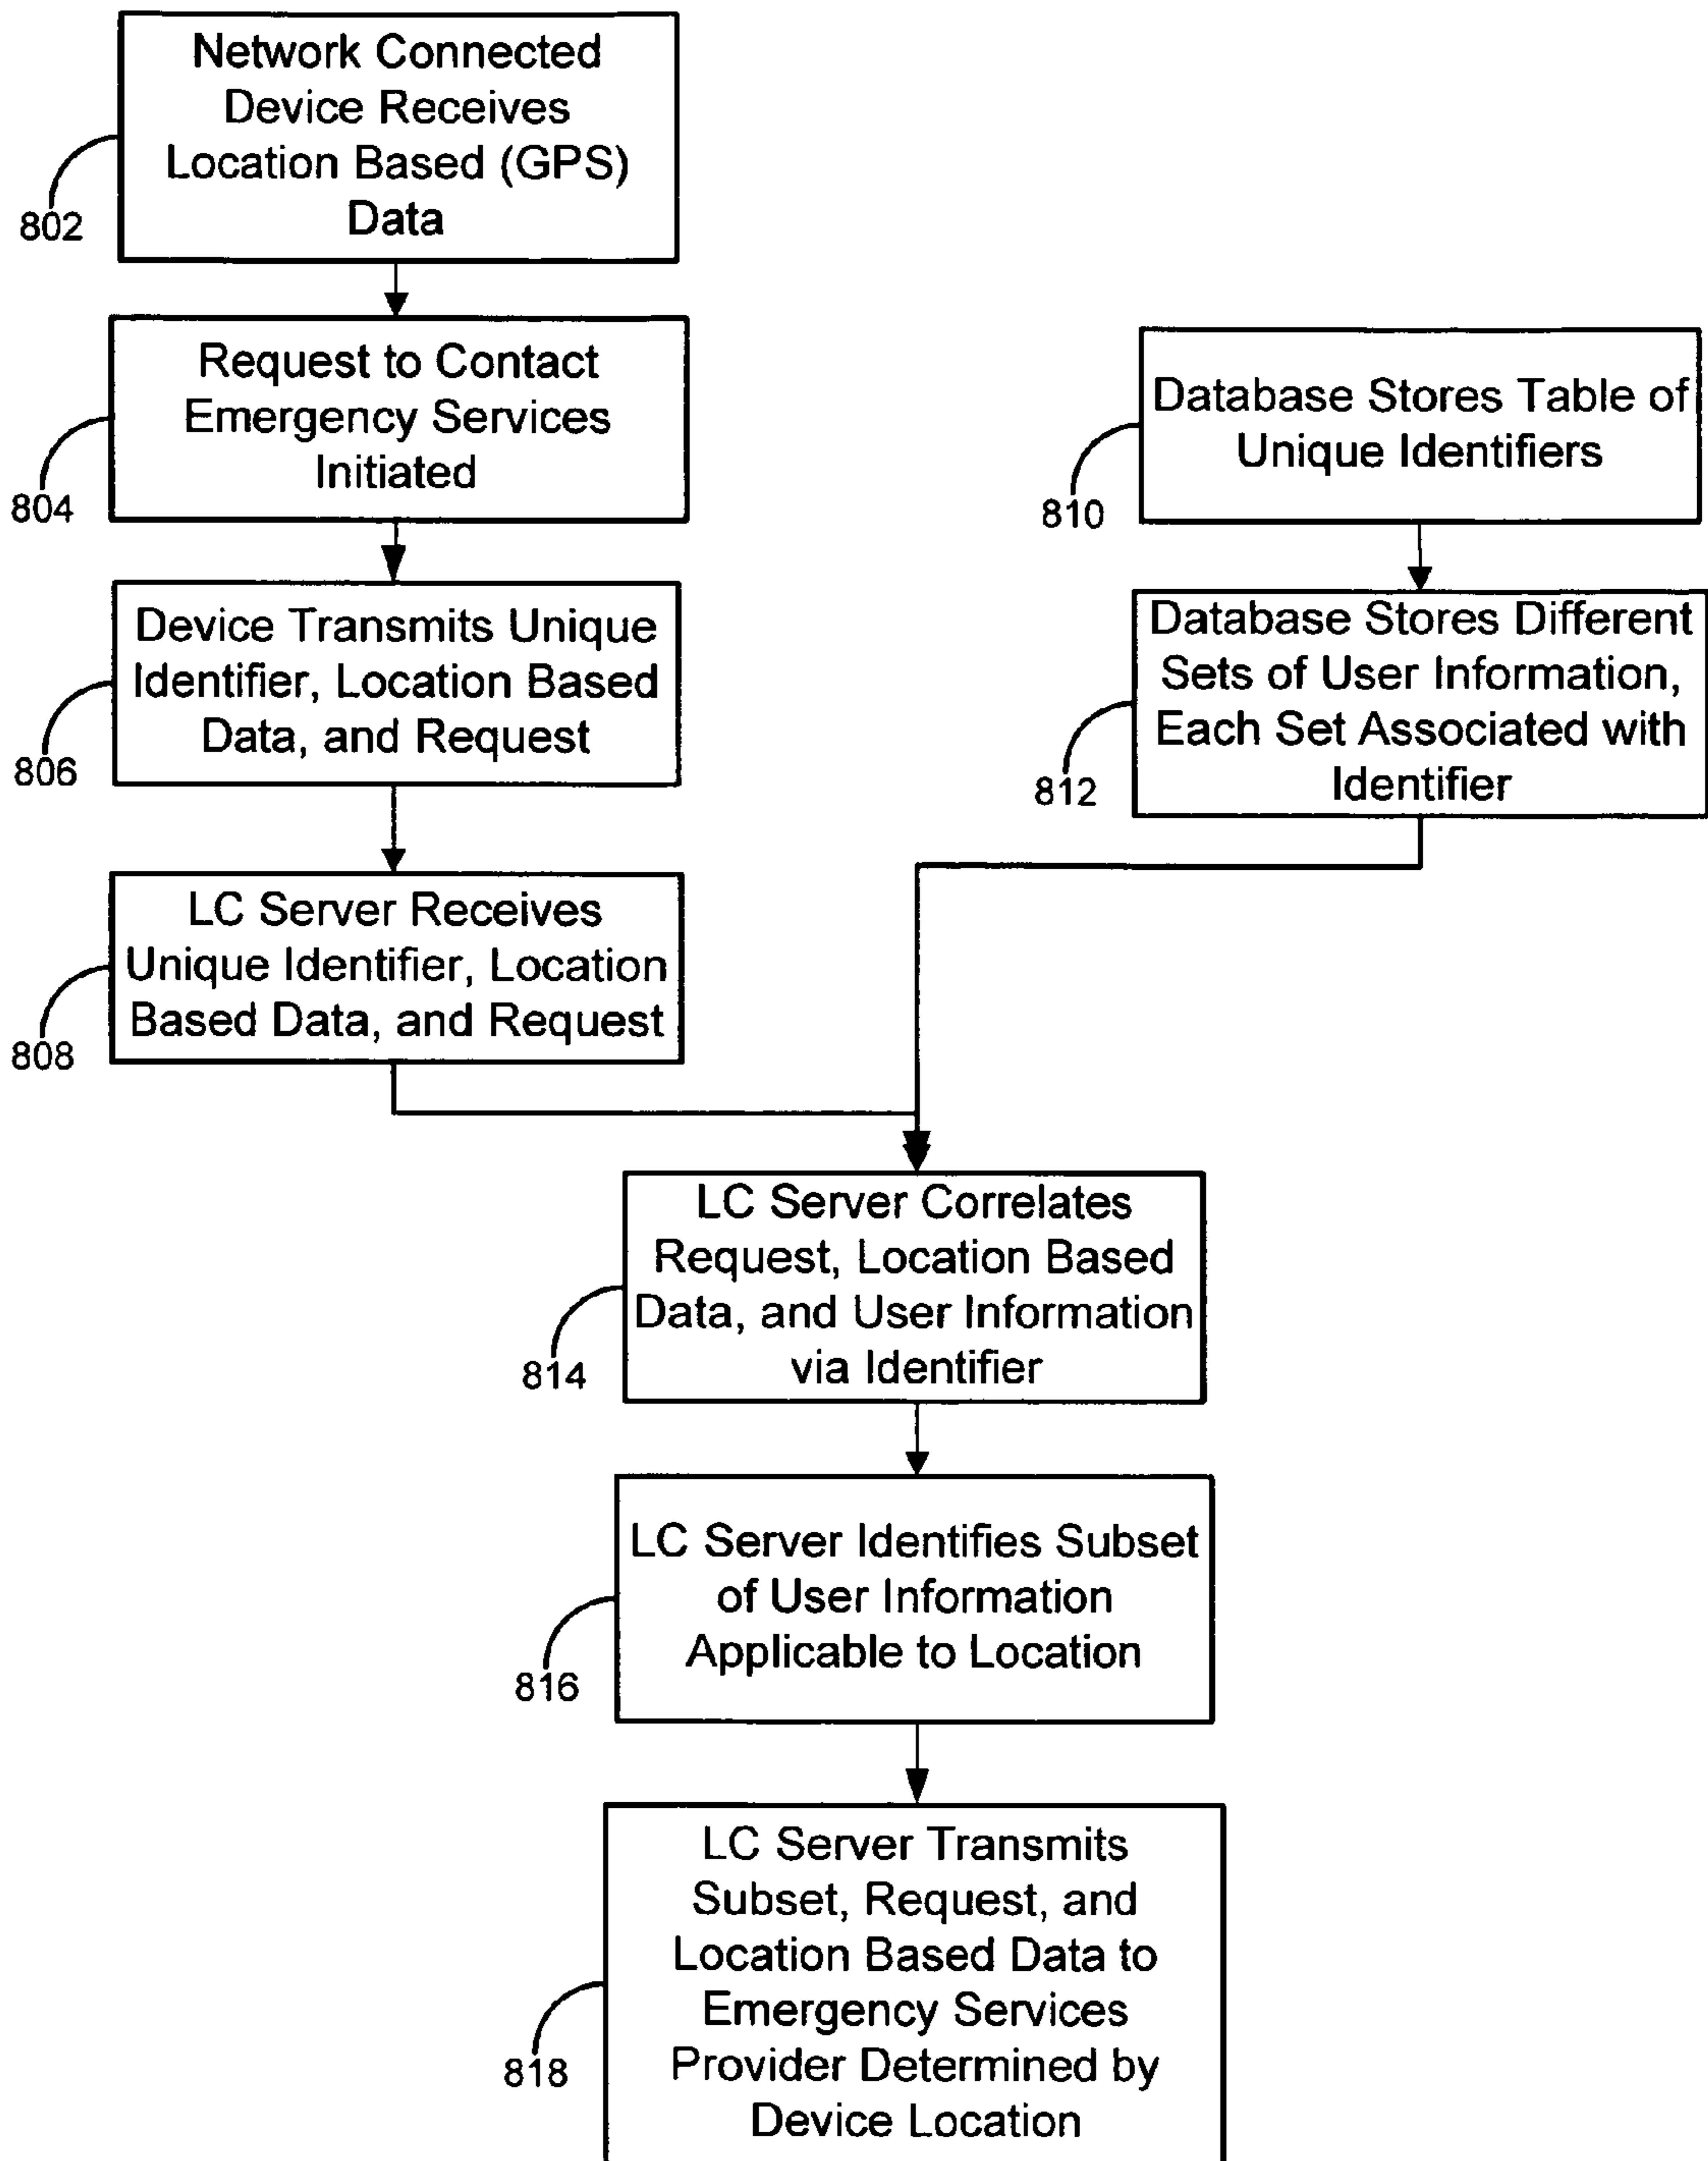 Network Connected
Device Receives
Location Based (GPS)
Data
802
Request to Contact
Emergency Services
Initiated
804
Device Transmits Unique
Identifier, Location Based
Data, and Request
806
LC Server Receives
Unique Identifier, Location
Based Data, and Request
808
Database Stores Table of
Unique Identifiers
810
Database Stores Different
Sets of User Information,
Each Set Associated with
Identifier
812
LC Server Correlates
Request, Location Based
Data, and User Information
via Identifier
814
LC Server Identifies Subset
of User Information
Applicable to Location
816
LC Server Transmits
Subset, Request, and
Location Based Data to
Emergency Services
Provider Determined by
Device Location
818